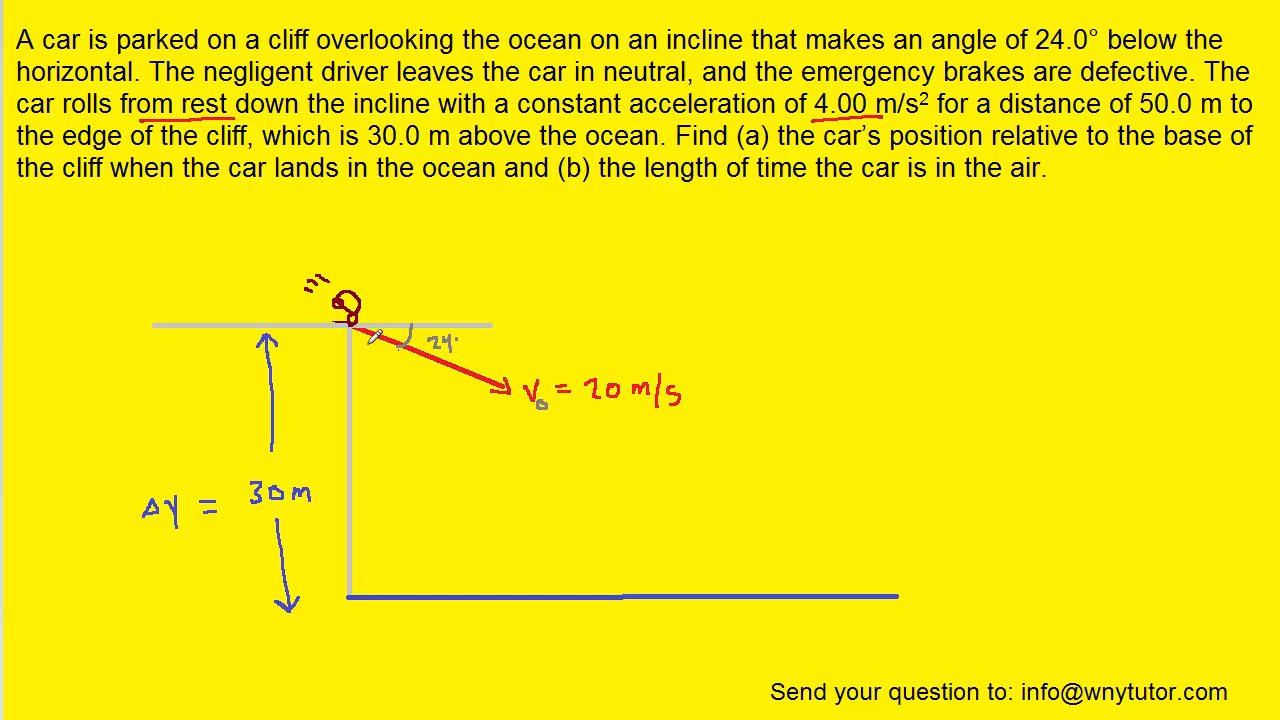 A car is parked on a cliff overlooking the ocean on an incline that makes an angle of 24.0° below the
horizontal. The negligent driver leaves the car in neutral, and the emergency brakes are defective. The
car rolls from rest down the incline with a constant acceleration of 4.00 m/s² for a distance of 50.0 m to
the edge of the cliff, which is 30.0 m above the ocean. Find (a) the car's position relative to the base of
the cliff when the car lands in the ocean and (b) the length of time the car is in the air.
24°
V₀ = 20 m/s
Δy = 30m
Send your question to: info@wnytutor.com